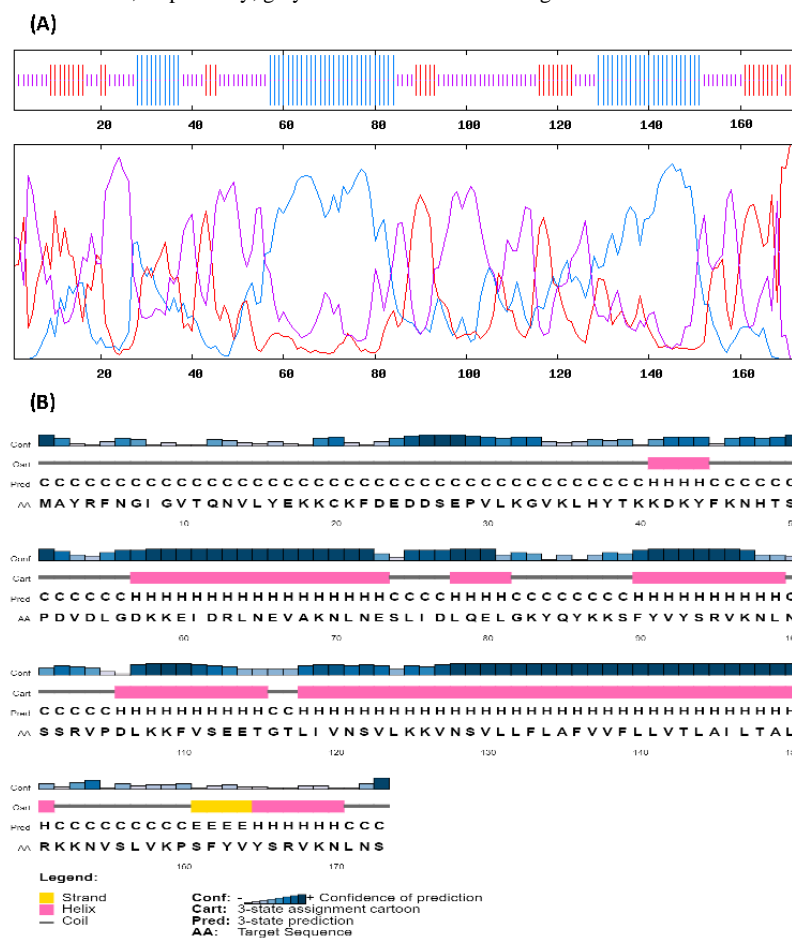 (A)
20 40 60 80 100 120 140 160
20 40 60 80 100 120 140 160
(B)
Conf
Cart
Pred C C C C C C C C C C C C C C C C C C C C C C C C C C C C C C C C C C C C C C C C H H H H C C C C C C
AA M A Y R F N G I G V T Q N V L Y E K K C K F D E D D S E P V L K G V K L H Y T K K D K Y F K N H T S
10 20 30 40
Conf
Cart
Pred C C C C C C H H H H H H H H H H H H H H H H H C C C C H H H H C C C C C C C C H H H H H H H H H H C
AA P D V D L G D K K E I D R L N E V A K N L N E S L I D L Q E L G K Y Q Y K K S F Y V Y S R V K N L N
60 70 80 90
Conf
Cart
Pred C C C C C H H H H H H H H H H C C H H H H H H H H H H H H H H H H H H H H H H H H H H H H H H H H H
AA S S R V P D L K K F V S E E T G T L I V N S V L K K V N S V L L F L A F V V F L L V T L A I L T A L
110 120 130 140
Conf
Cart
Pred H C C C C C C C C C E E E E H H H H H H C C C
AA R K K N V S L V K P S F Y V Y S R V K N L N S
160 170
Legend:
Strand Conf: - + Confidence of prediction
Helix Cart: 3-state assignment cartoon
Coil Pred: 3-state prediction
AA: Target Sequence